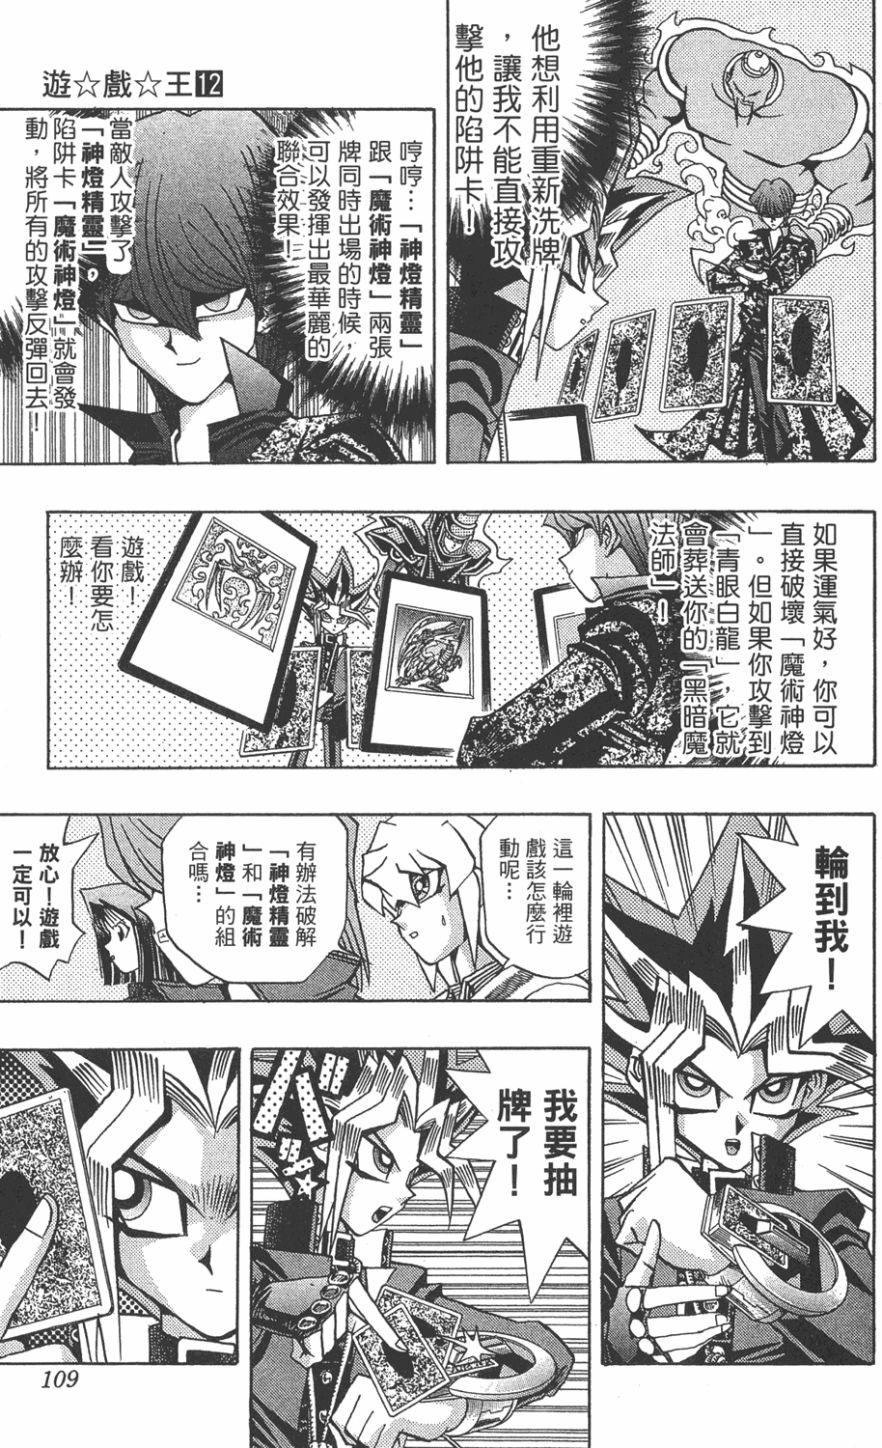 遊☆戲☆王12
他想利用重新洗牌
，讓我不能直接攻
擊他的陷阱卡！
哼哼…「神燈精靈」
跟「魔術神燈」兩張
牌同時出場的時候，
可以發揮出最華麗的
聯合效果！
當敵人攻擊了
「神燈精靈」，
陷阱卡「魔術神燈」就會發
動，將所有的攻擊反彈回去！
如果運氣好，你可以
直接破壞「魔術神燈
」。但如果你攻擊到
「青眼白龍」，它就
會葬送你的「黑暗魔
法師」！
遊戲！
看你要怎
麼辦！
輪到我！
這一輪裡遊
戲該怎麼行
動呢…
有辦法破解
「神燈精靈
」和「魔術
神燈」的組
合嗎…
放心！遊戲
一定可以！
我要抽
牌了！
109